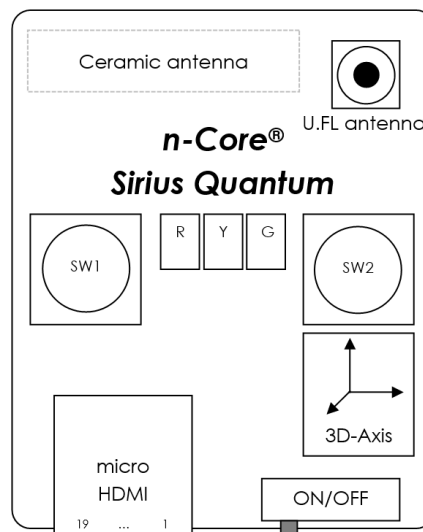 Ceramic antenna
U.FL antenna
n-Core®
Sirius Quantum
R Y G
SW1
SW2
3D-Axis
micro
HDMI
19 ... 1
ON/OFF